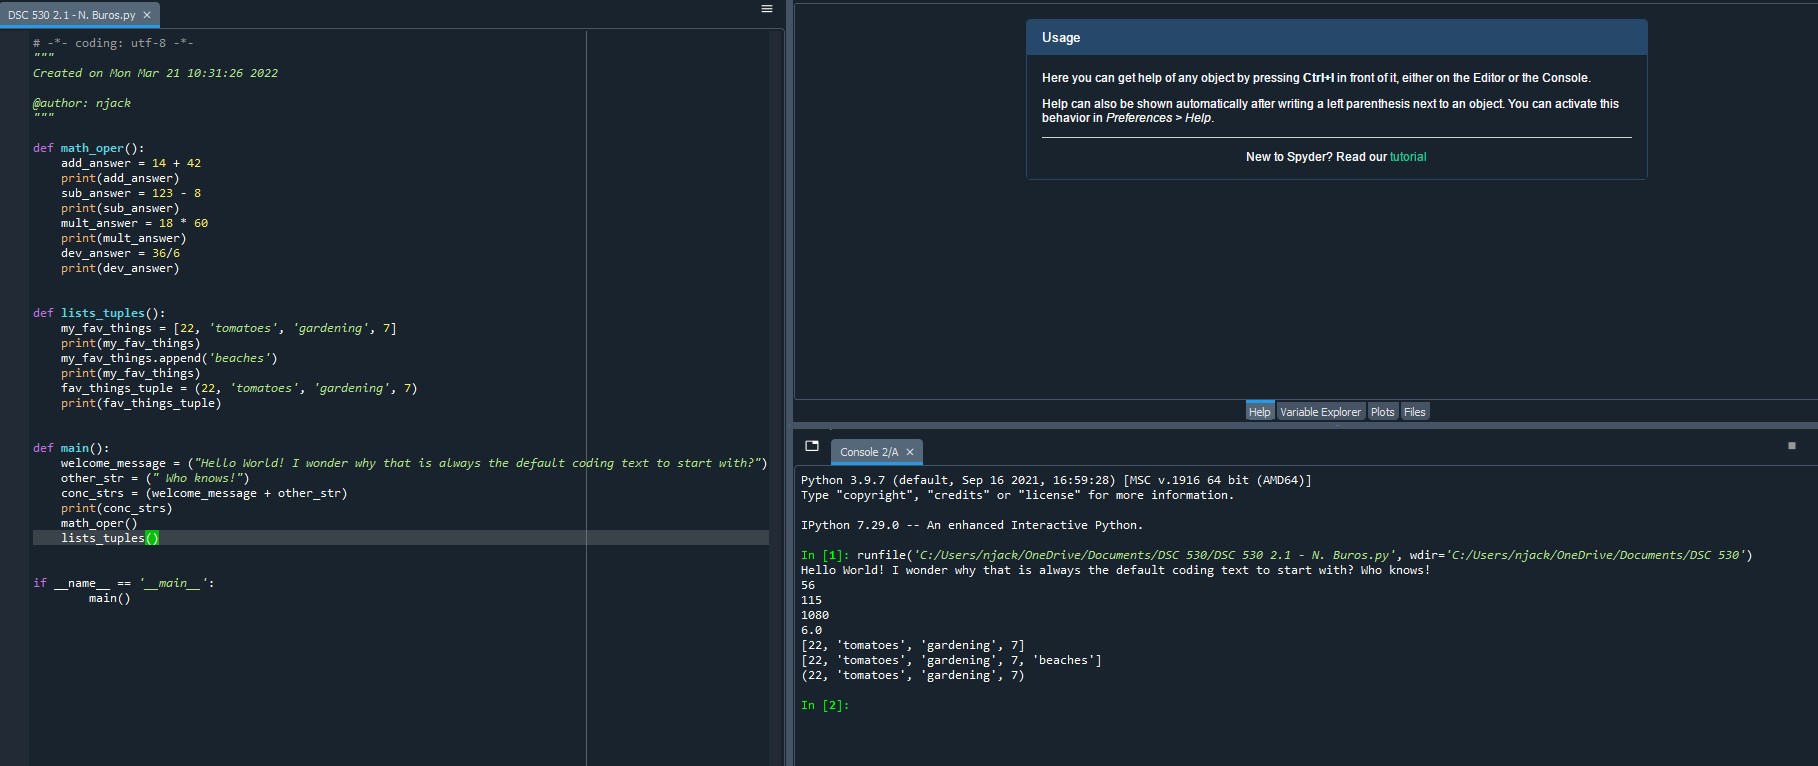 DSC 530 2.1 - N. Buros.py
# -*- coding: utf-8 -*-
"""
Created on Mon Mar 21 10:31:26 2022
@author: njack
"""
def math_oper():
    add_answer = 14 + 42
    print(add_answer)
    sub_answer = 123 - 8
    print(sub_answer)
    mult_answer = 18 * 60
    print(mult_answer)
    dev_answer = 36/6
    print(dev_answer)
def lists_tuples():
    my_fav_things = [22, 'tomatoes', 'gardening', 7]
    print(my_fav_things)
    my_fav_things.append('beaches')
    print(my_fav_things)
    fav_things_tuple = (22, 'tomatoes', 'gardening', 7)
    print(fav_things_tuple)
def main():
    welcome_message = ("Hello World! I wonder why that is always the default coding text to start with?")
    other_str = (" Who knows!")
    conc_strs = (welcome_message + other_str)
    print(conc_strs)
    math_oper()
    lists_tuples()
if __name__ == '__main__':
        main()
Usage
Here you can get help of any object by pressing Ctrl+I in front of it, either on the Editor or the Console.
Help can also be shown automatically after writing a left parenthesis next to an object. You can activate this
behavior in Preferences > Help.
New to Spyder? Read our tutorial
Help
Variable Explorer
Plots
Files
Console 2/A
Python 3.9.7 (default, Sep 16 2021, 16:59:28) [MSC v.1916 64 bit (AMD64)]
Type "copyright", "credits" or "license" for more information.
IPython 7.29.0 -- An enhanced Interactive Python.
In [1]: runfile('C:/Users/njack/OneDrive/Documents/DSC 530/DSC 530 2.1 - N. Buros.py', wdir='C:/Users/njack/OneDrive/Documents/DSC 530')
Hello World! I wonder why that is always the default coding text to start with? Who knows!
56
115
1080
6.0
[22, 'tomatoes', 'gardening', 7]
[22, 'tomatoes', 'gardening', 7, 'beaches']
(22, 'tomatoes', 'gardening', 7)
In [2]: